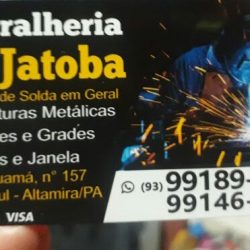 ralheria
Jatoba
de Solda em Geral
turas Metálicas
es e Grades
s e Janela
uamá, n° 157
ul - Altamira/PA
(93) 99189-
99146-
VISA